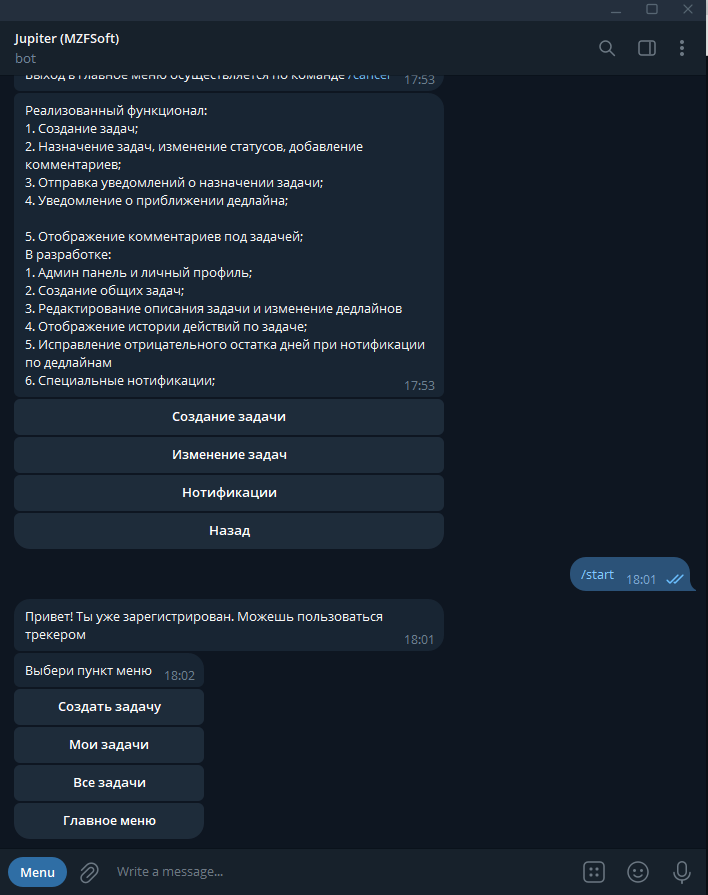 Jupiter (MZFSoft)
bot
Выход в главное меню осуществляется по команде /cancel
17:53
Реализованный функционал:
1. Создание задач;
2. Назначение задач, изменение статусов, добавление
комментариев;
3. Отправка уведомлений о назначении задачи;
4. Уведомление о приближении дедлайна;
5. Отображение комментариев под задачей;
В разработке:
1. Админ панель и личный профиль;
2. Создание общих задач;
3. Редактирование описания задачи и изменение дедлайнов
4. Отображение истории действий по задаче;
5. Исправление отрицательного остатка дней при нотификации
по дедлайнам
6. Специальные нотификации;
17:53
Создание задачи
Изменение задач
Нотификации
Назад
/start 18:01
Привет! Ты уже зарегистрирован. Можешь пользоваться
трекером
18:01
Выбери пункт меню 18:02
Создать задачу
Мои задачи
Все задачи
Главное меню
Menu
Write a message...